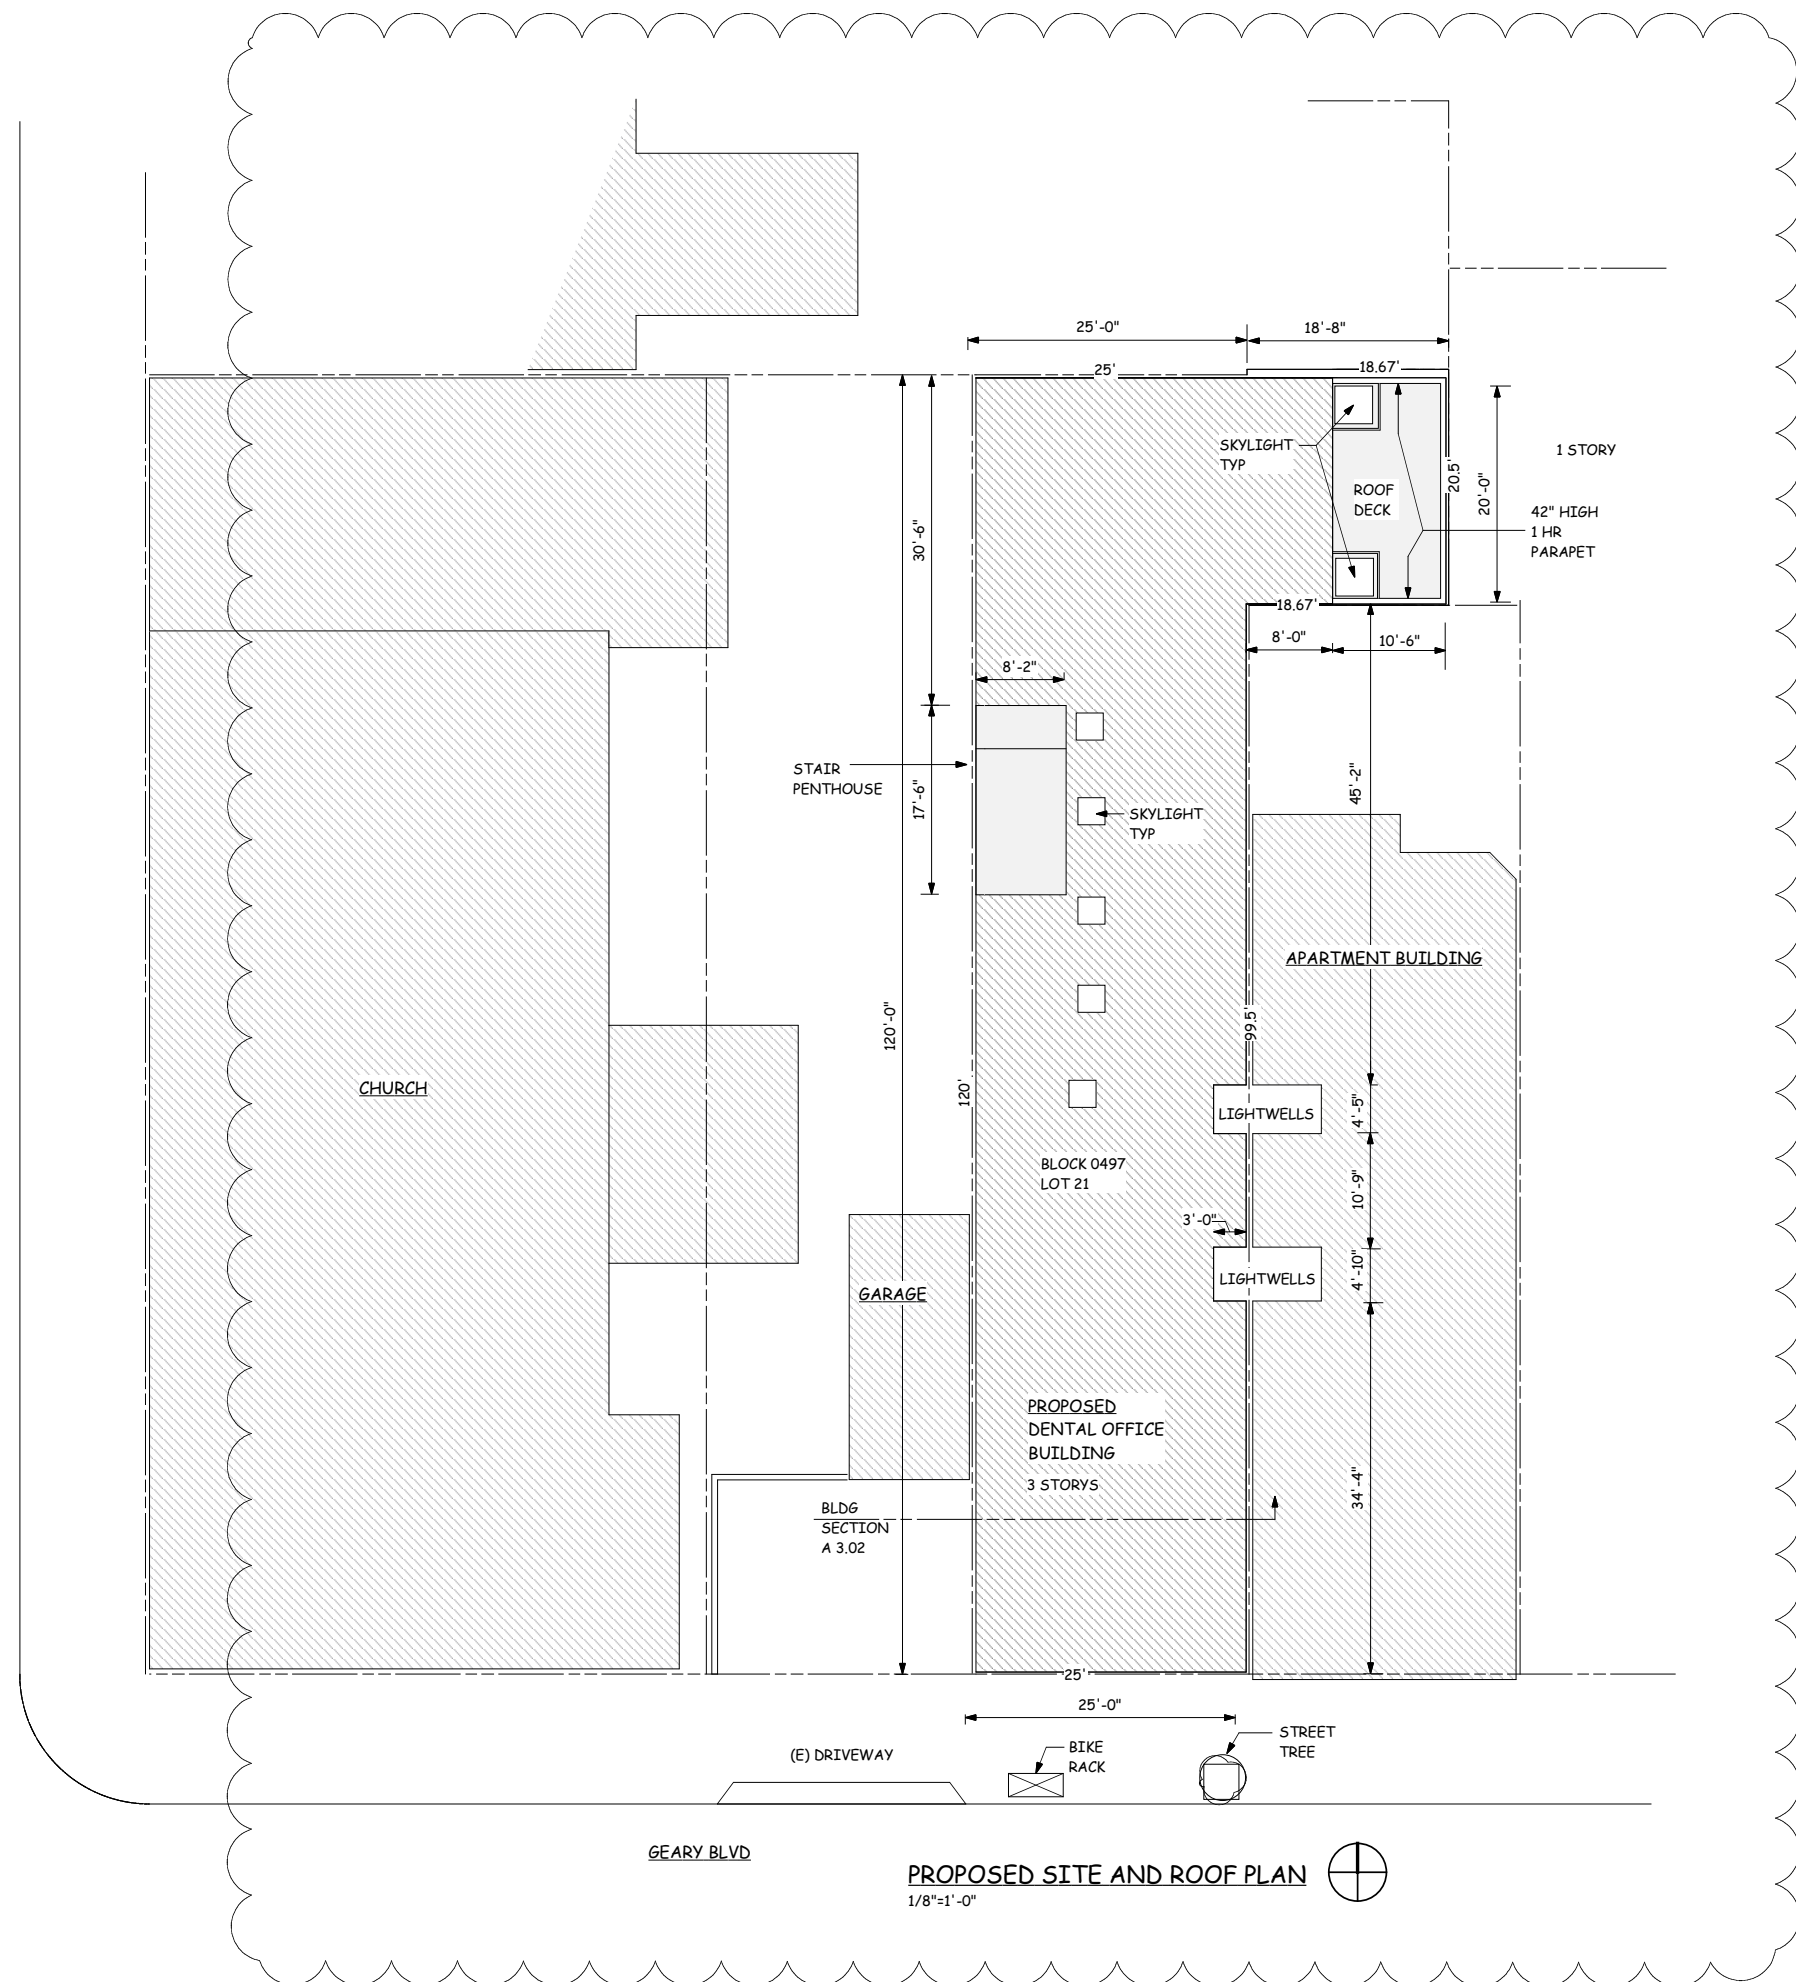 25'-0"
18'-8"
25'
18.67'
SKYLIGHT
TYP
1 STORY
20.5'
20'-0"
ROOF
DECK
42" HIGH
1 HR
PARAPET
30'-6"
18.67'
8'-0"
10'-6"
8'-2"
STAIR
PENTHOUSE
17'-6"
45'-2"
SKYLIGHT
TYP
APARTMENT BUILDING
120'-0"
99.5'
CHURCH
120'
LIGHTWELLS
4'-5"
BLOCK 0497
LOT 21
10'-9"
3'-0"
LIGHTWELLS
4'-10"
GARAGE
PROPOSED
DENTAL OFFICE
BUILDING
3 STORYS
34'-4"
BLDG
SECTION
A 3.02
25'
25'-0"
STREET
TREE
BIKE
RACK
(E) DRIVEWAY
GEARY BLVD
PROPOSED SITE AND ROOF PLAN
1/8"=1'-0"